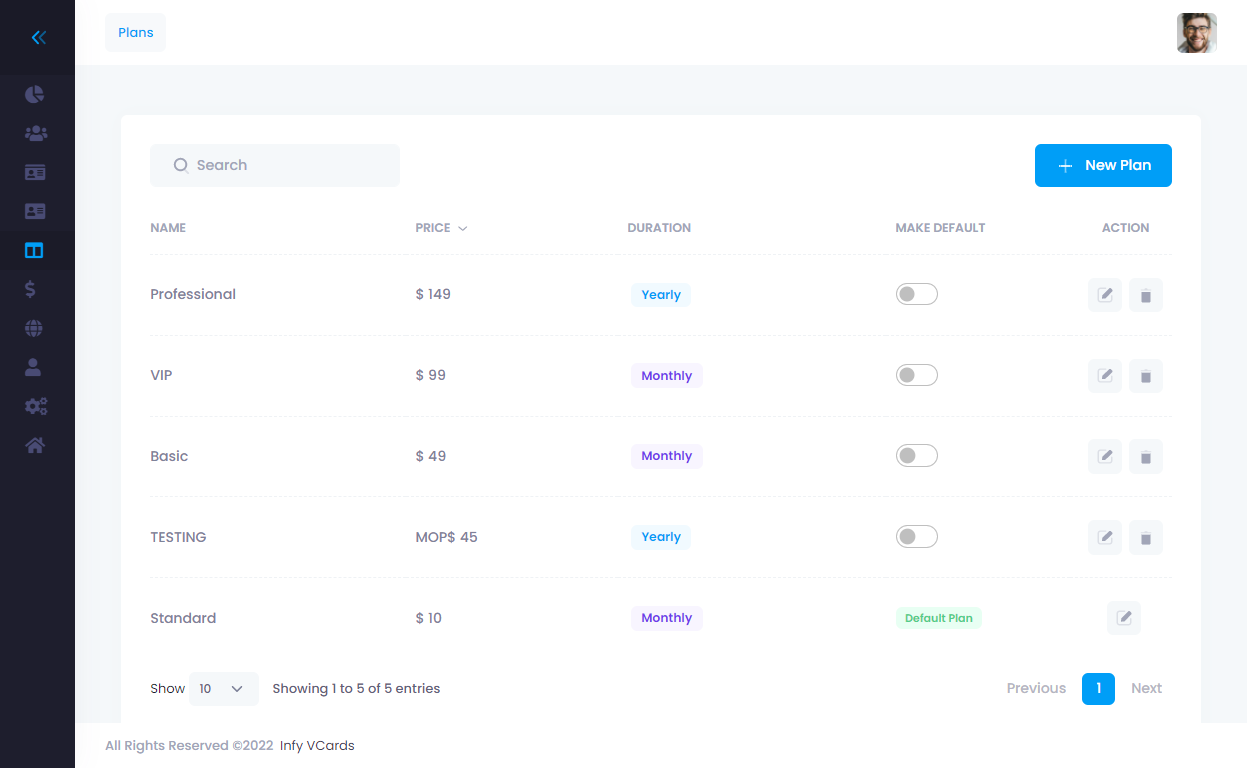 Plans
Search
New Plan
NAME PRICE DURATION MAKE DEFAULT ACTION
Professional $ 149 Yearly
VIP $ 99 Monthly
Basic $ 49 Monthly
TESTING MOP$ 45 Yearly
Standard $ 10 Monthly Default Plan
Show 10 Showing 1 to 5 of 5 entries Previous 1 Next
All Rights Reserved ©2022 Infy VCards